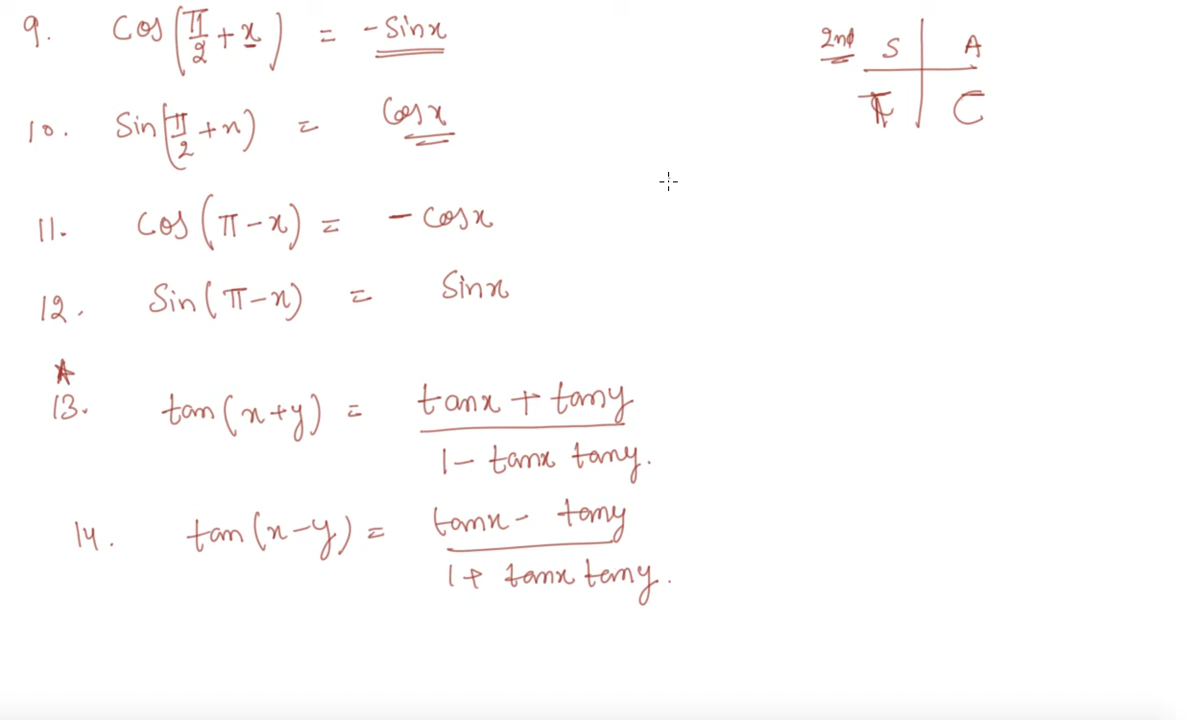 9. Cos(π/2 + x) = -Sinx
10. Sin(π/2 + x) = Cosx
11. Cos(π - x) = - Cosx
12. Sin(π - x) = Sinx
13. tan(x+y) = tanx + tany
1 - tanx tany.
14. tan(x-y) = tanx - tany
1 + tanx tany.
2nd S A
T C